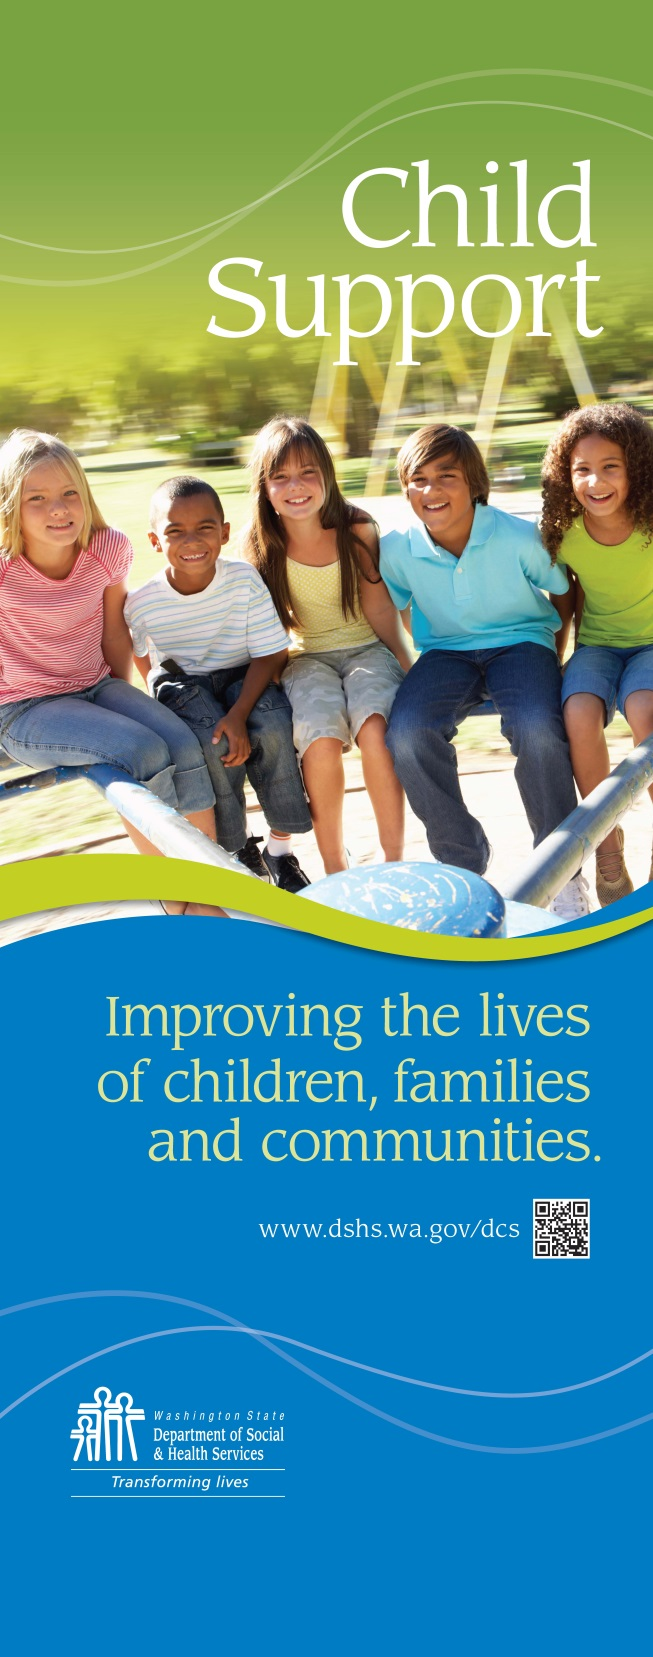 Child
Support
Improving the lives
of children, families
and communities.
www.dshs.wa.gov/dcs
Washington State
Department of Social
& Health Services
Transforming lives